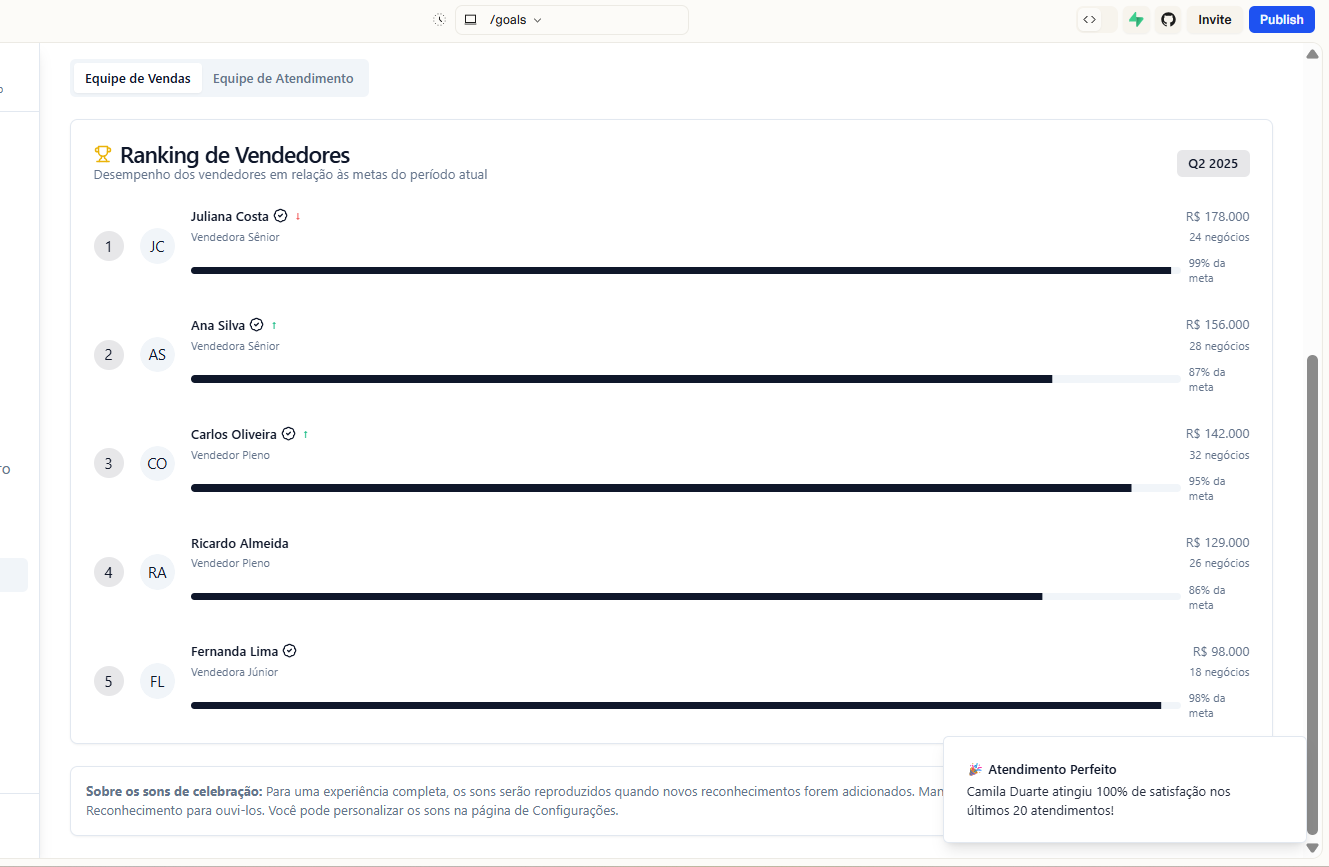 /goals
Invite
Publish
Equipe de Vendas
Equipe de Atendimento
Ranking de Vendedores
Desempenho dos vendedores em relação às metas do período atual
Q2 2025
1
JC
Juliana Costa ↓
Vendedora Sênior
R$ 178.000
24 negócios
99% da
meta
2
AS
Ana Silva ↑
Vendedora Sênior
R$ 156.000
28 negócios
87% da
meta
3
CO
Carlos Oliveira ↑
Vendedor Pleno
R$ 142.000
32 negócios
95% da
meta
4
RA
Ricardo Almeida
Vendedor Pleno
R$ 129.000
26 negócios
86% da
meta
5
FL
Fernanda Lima
Vendedora Júnior
R$ 98.000
18 negócios
98% da
meta
Sobre os sons de celebração: Para uma experiência completa, os sons serão reproduzidos quando novos reconhecimentos forem adicionados.
Reconhecimento para ouvi-los. Você pode personalizar os sons na página de Configurações.
🎉 Atendimento Perfeito
Camila Duarte atingiu 100% de satisfação nos
últimos 20 atendimentos!